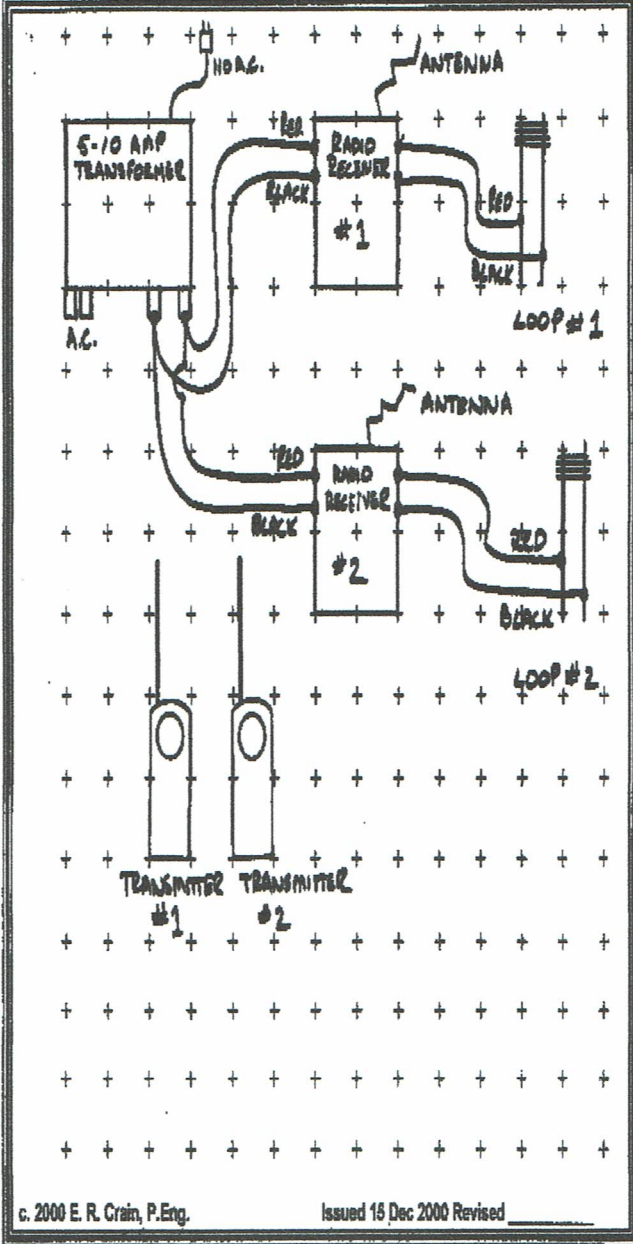 110 A.C.
ANTENNA
5-10 AMP
TRANSFORMER
RED
BLACK
RADIO
RECEIVER
#1
RED
BLACK
LOOP #1
A.C.
ANTENNA
RED
BLACK
RADIO
RECEIVER
#2
RED
BLACK
LOOP #2
TRANSMITTER
#1
TRANSMITTER
#2
c. 2000 E. R. Crain, P.Eng.
Issued 15 Dec 2000 Revised